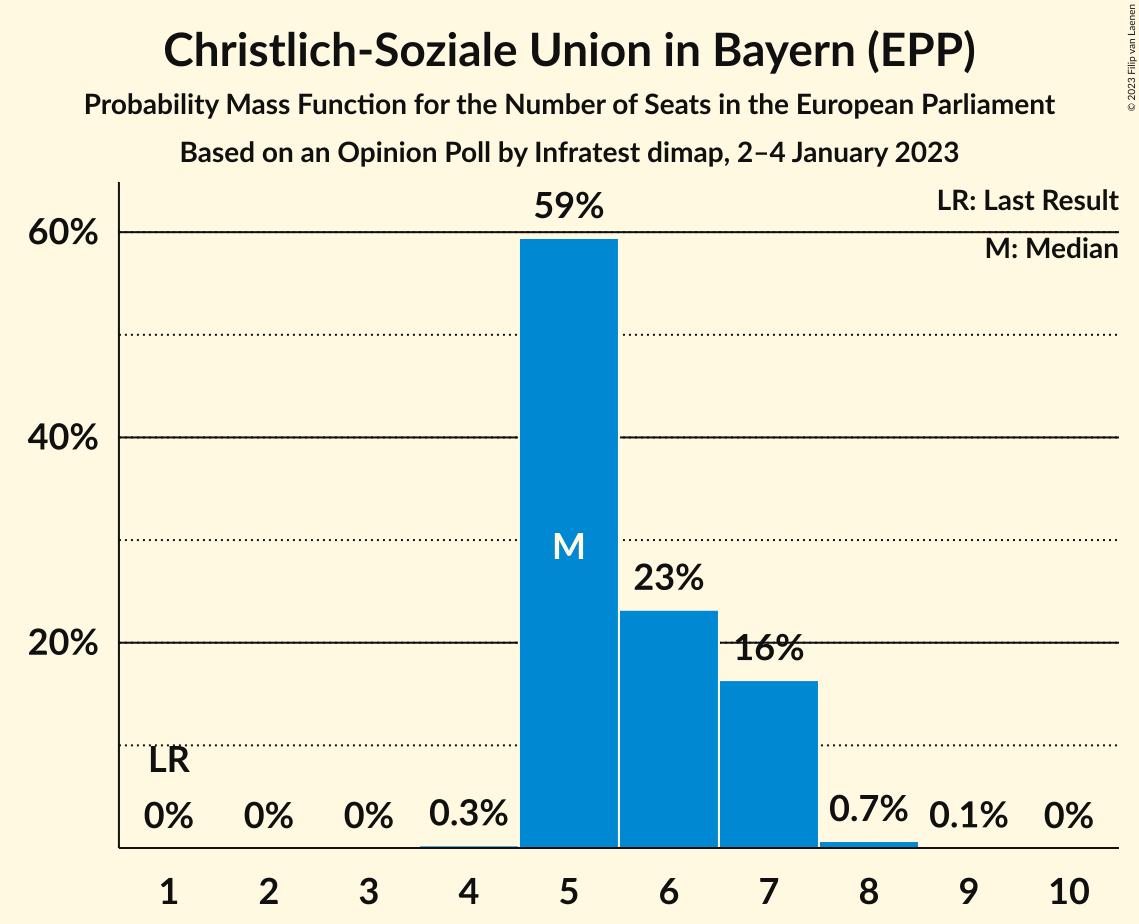 Christlich-Soziale Union in Bayern (EPP)
Probability Mass Function for the Number of Seats in the European Parliament
Based on an Opinion Poll by Infratest dimap, 2–4 January 2023
© 2023 Filip van Laenen
LR: Last Result
M: Median
59%
60%
40%
M
23%
20%
16%
LR
0%
0%
0%
0.3%
0.7%
0.1%
0%
1 2 3 4 5 6 7 8 9 10